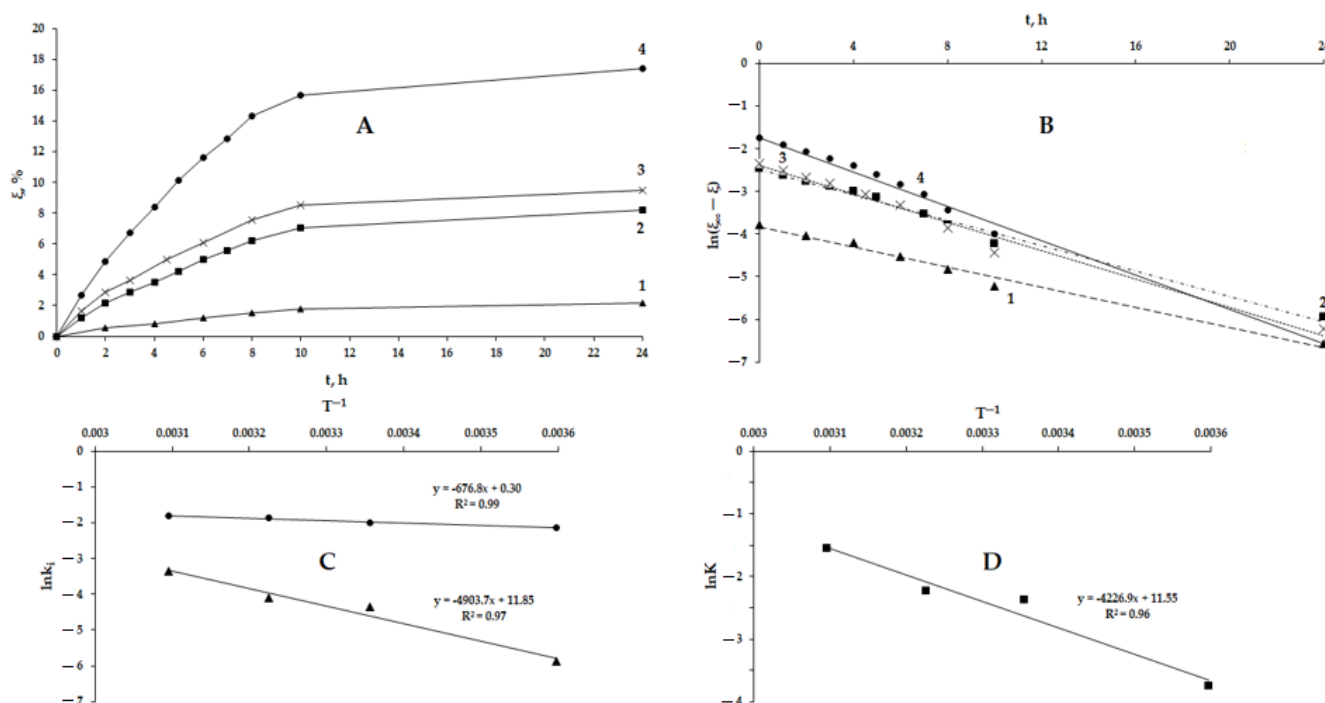 20
18
16
14
12
10
8
6
4
2
0
ξ, %
A
4
3
2
1
0 2 4 6 8 10 12 14 16 18 20 22 24
t, h
t, h
0 4 8 12 16 20 24
0
−1
−2
−3
−4
−5
−6
−7
ln(ξ∞ − ξ)
B
3
4
1
2
T⁻¹
0.003 0.0031 0.0032 0.0033 0.0034 0.0035 0.0036
0
−1
−2
−3
−4
−5
−6
−7
lnkᵢ
y = -676.8x + 0.30
R² = 0.99
C
y = -4903.7x + 11.85
R² = 0.97
T⁻¹
0.003 0.0031 0.0032 0.0033 0.0034 0.0035 0.0036
0
−1
−2
−3
−4
lnK
D
y = -4226.9x + 11.55
R² = 0.96